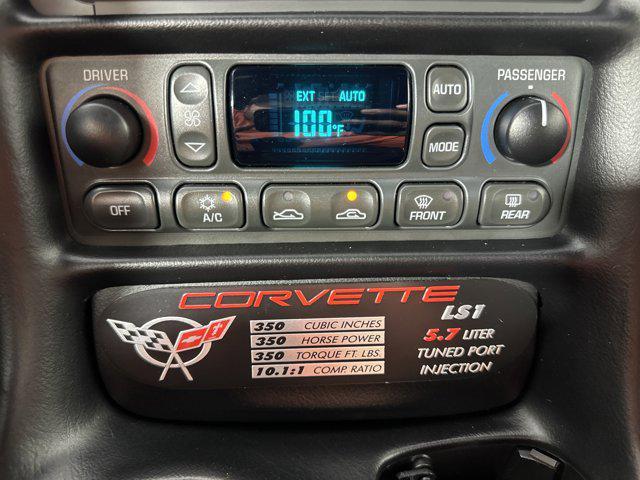 DRIVER
PASSENGER
EXT AUTO
100°F
AUTO
MODE
OFF
A/C
FRONT
REAR
CORVETTE
LS1
350 CUBIC INCHES
350 HORSE POWER
350 TORQUE FT. LBS.
10.1:1 COMP. RATIO
5.7 LITER
TUNED PORT
INJECTION